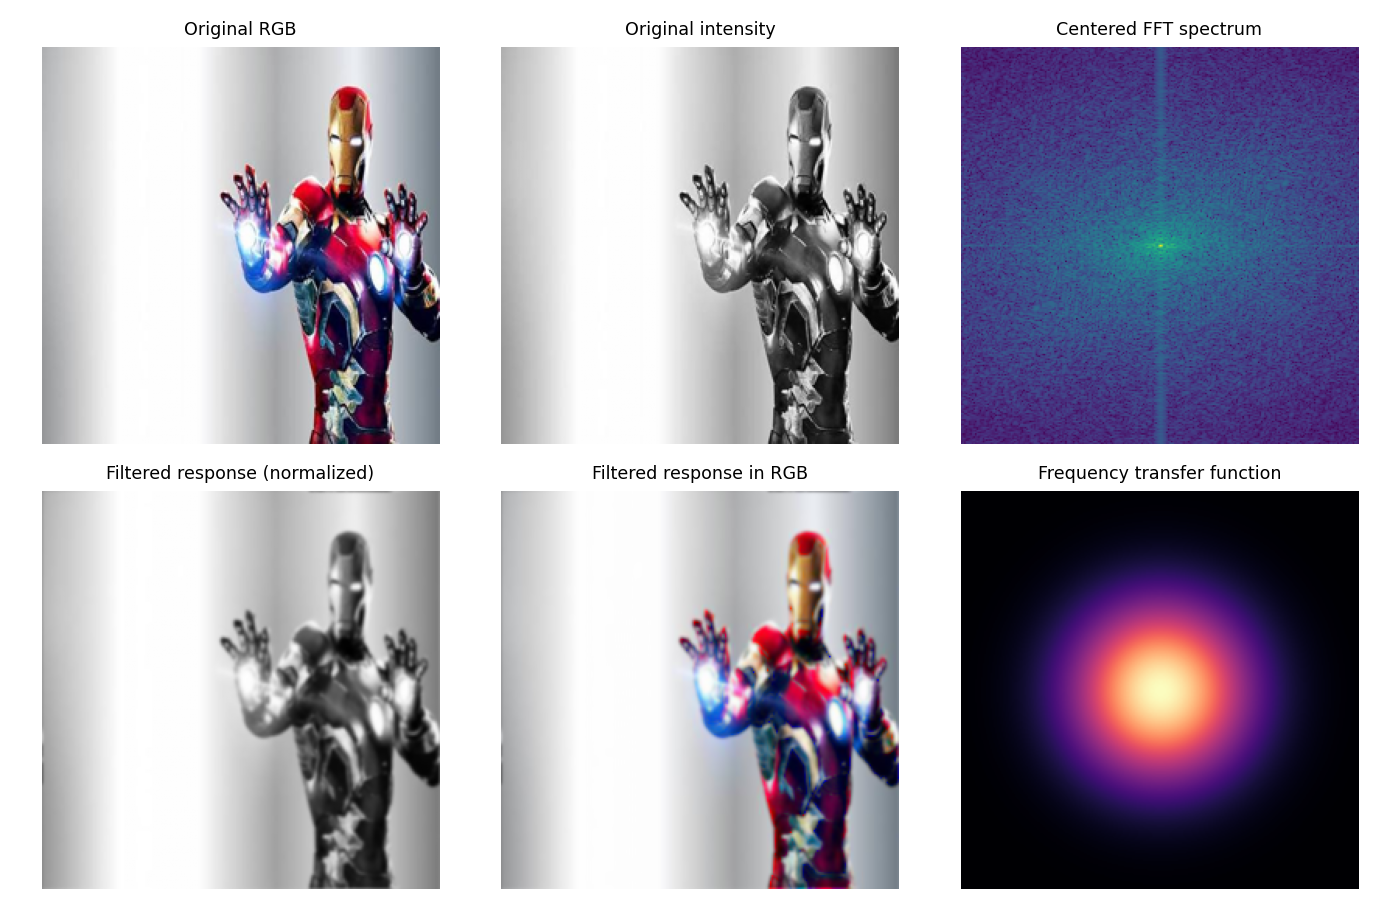 Original RGB
Original intensity
Centered FFT spectrum
Filtered response (normalized)
Filtered response in RGB
Frequency transfer function